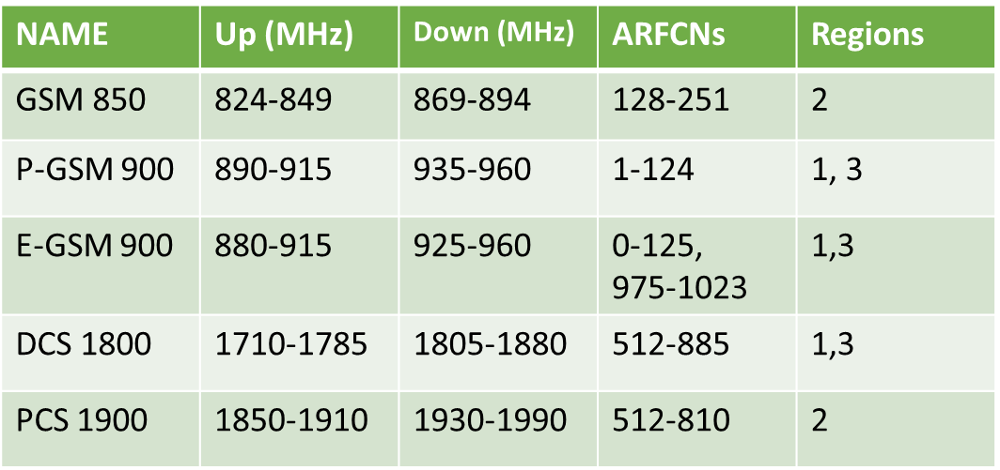 NAME Up (MHz) Down (MHz) ARFCNs Regions
GSM 850 824-849 869-894 128-251 2
P-GSM 900 890-915 935-960 1-124 1, 3
E-GSM 900 880-915 925-960 0-125, 1,3
975-1023
DCS 1800 1710-1785 1805-1880 512-885 1,3
PCS 1900 1850-1910 1930-1990 512-810 2